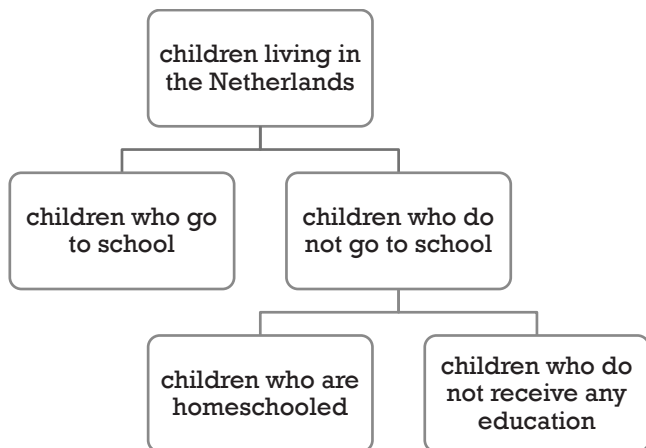 children living in
the Netherlands
children who go
to school
children who do
not go to school
children who are
homeschooled
children who do
not receive any
education